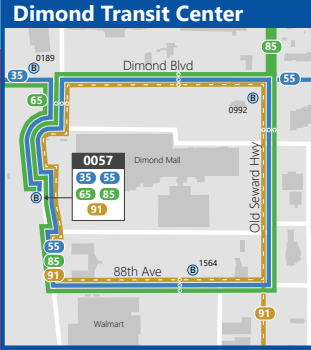 Dimond Transit Center
85
0189
B
Dimond Blvd
35
55
65
B
0992
0057
35 55
65 85
91
Dimond Mall
Old Seward Hwy
B
55
85
91
88th Ave
B
1564
91
Walmart